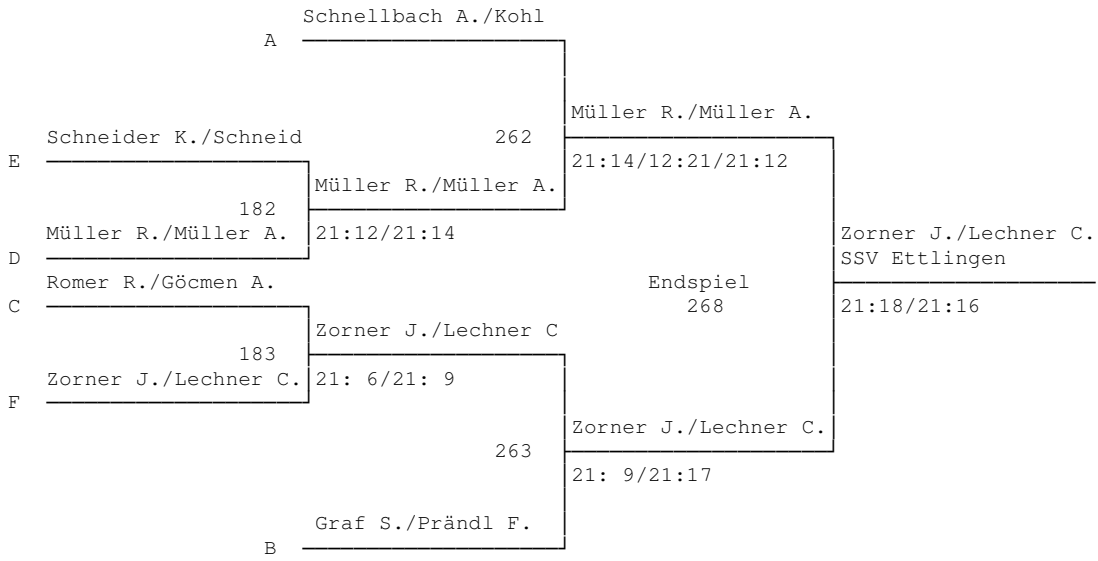 Schnellbach A./Kohl
A
Müller R./Müller A.
Schneider K./Schneid 262
E 21:14/12:21/21:12
Müller R./Müller A.
182
Müller R./Müller A. 21:12/21:14 Zorner J./Lechner C.
D SSV Ettlingen
Romer R./Göcmen A. Endspiel
C 268 21:18/21:16
Zorner J./Lechner C
183
Zorner J./Lechner C. 21: 6/21: 9
F
Zorner J./Lechner C.
263
21: 9/21:17
Graf S./Prändl F.
B